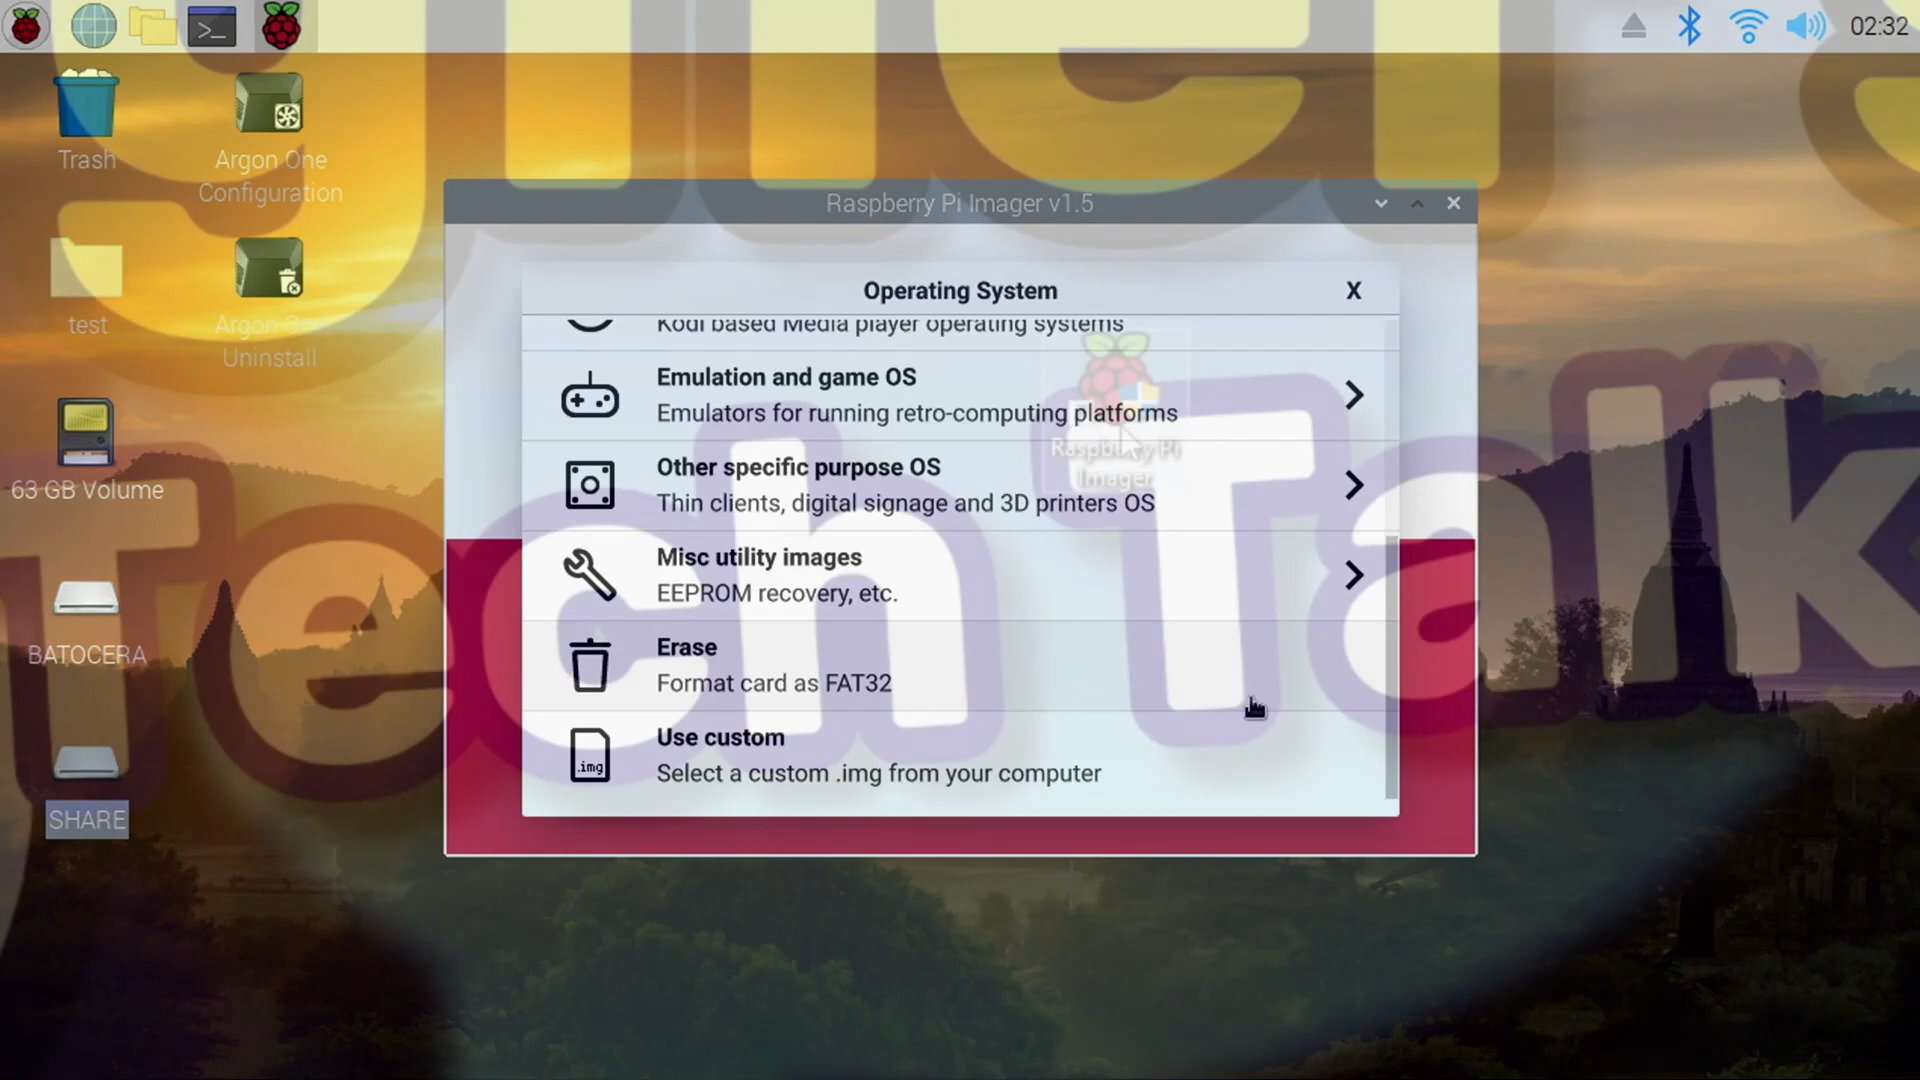 02:32
Trash
Argon One
Configuration
test
Argon One
Uninstall
63 GB Volume
BATOCERA
SHARE
Raspberry Pi Imager v1.5
Operating System
X
Kodi based Media player operating systems
Emulation and game OS
Emulators for running retro-computing platforms
Other specific purpose OS
Thin clients, digital signage and 3D printers OS
Misc utility images
EEPROM recovery, etc.
Erase
Format card as FAT32
.img
Use custom
Select a custom .img from your computer
Raspberry Pi
Imager
Tech Talk